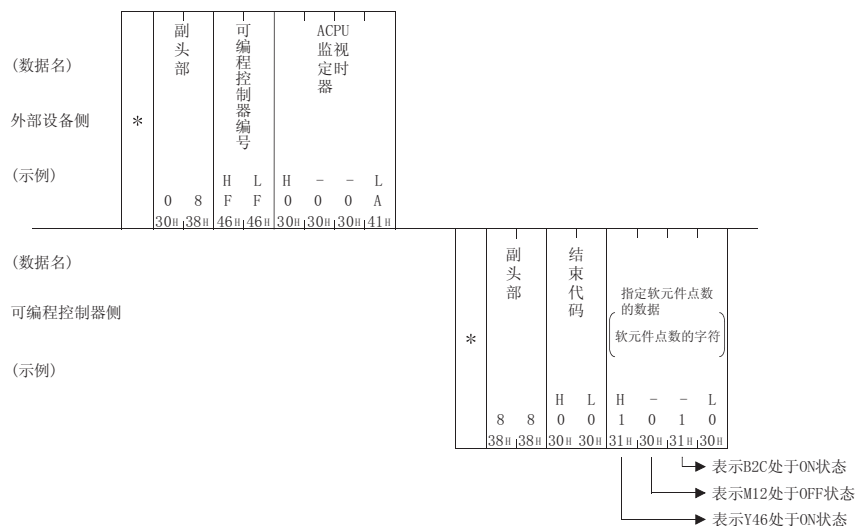 (数据名)
外部设备侧
(示例)
*
副头部
可编程控制器编号
ACPU
监视
定时
器
H L H - - L
0 8 F F 0 0 0 A
30H 38H 46H 46H 30H 30H 30H 41H
(数据名)
可编程控制器侧
(示例)
*
副头部
结束代码
指定软元件点数
的数据
软元件点数的字符
H L H - - L
8 8 0 0 1 0 1 0
38H 38H 30H 30H 31H 30H 31H 30H
表示B2C处于ON状态
表示M12处于OFF状态
表示Y46处于ON状态